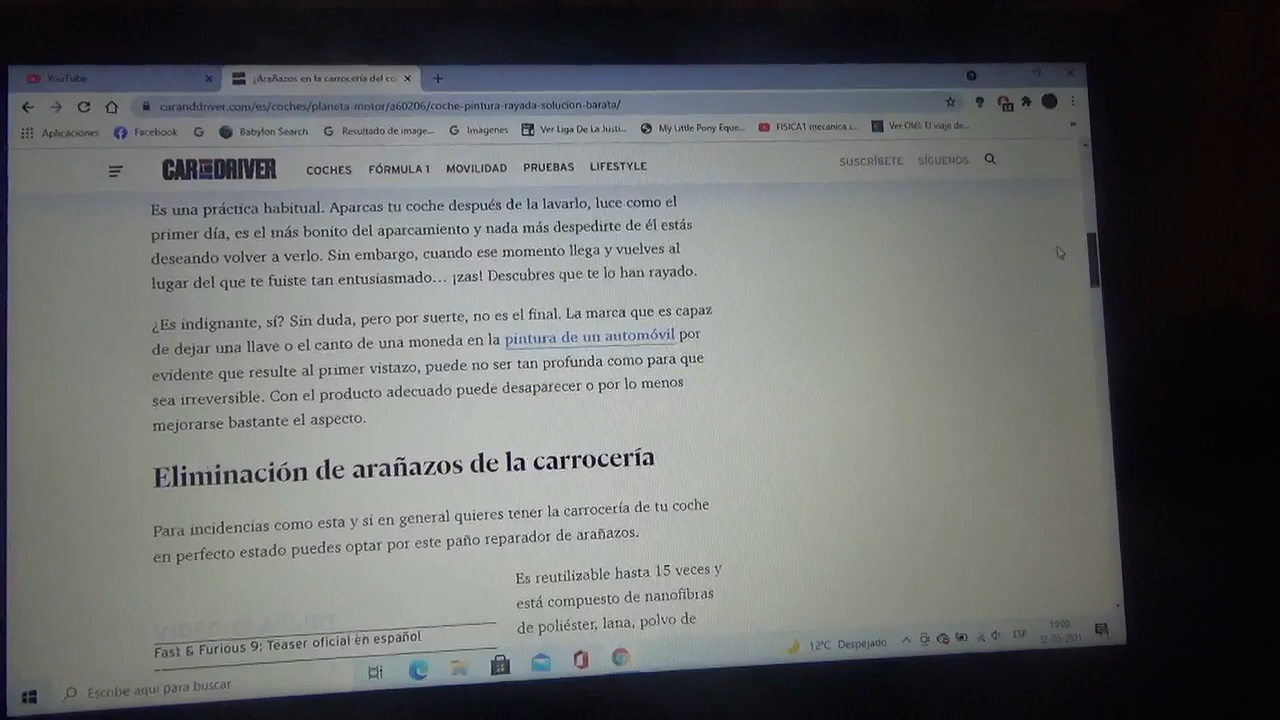 YouTube
¡Arañazos en la carrocería del co
caranddriver.com/es/coches/planeta-motor/a60206/coche-pintura-rayada-solucion-barata/
Aplicaciones Facebook Babylon Search Resultado de image... Imágenes Ver Liga De La Justi... My Little Pony Eque... FISICA1 mecanica c... Ver Olé!: El viaje de...
CAR AND DRIVER COCHES FÓRMULA 1 MOVILIDAD PRUEBAS LIFESTYLE SUSCRÍBETE SÍGUENOS
Es una práctica habitual. Aparcas tu coche después de la lavarlo, luce como el
primer día, es el más bonito del aparcamiento y nada más despedirte de él estás
deseando volver a verlo. Sin embargo, cuando ese momento llega y vuelves al
lugar del que te fuiste tan entusiasmado... ¡zas! Descubres que te lo han rayado.
¿Es indignante, sí? Sin duda, pero por suerte, no es el final. La marca que es capaz
de dejar una llave o el canto de una moneda en la pintura de un automóvil por
evidente que resulte al primer vistazo, puede no ser tan profunda como para que
sea irreversible. Con el producto adecuado puede desaparecer o por lo menos
mejorarse bastante el aspecto.
Eliminación de arañazos de la carrocería
Para incidencias como esta y si en general quieres tener la carrocería de tu coche
en perfecto estado puedes optar por este paño reparador de arañazos.
Es reutilizable hasta 15 veces y
está compuesto de nanofibras
de poliéster, lana, polvo de
Fast & Furious 9: Teaser oficial en español
Escribe aquí para buscar
12°C Despejado
ESP